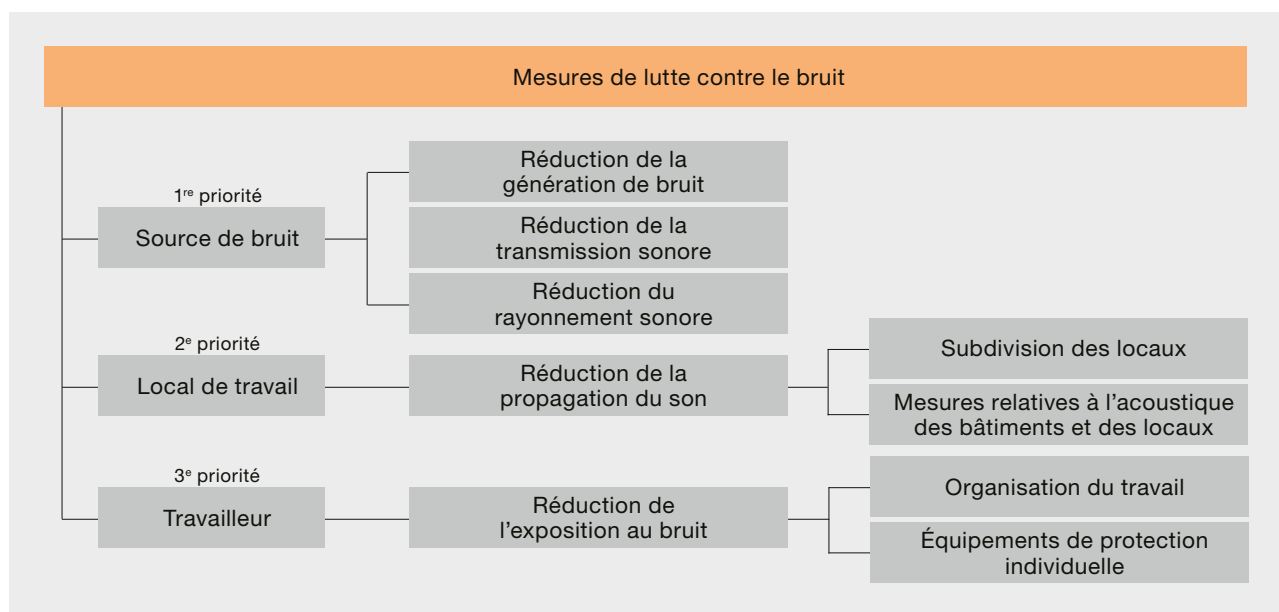 Mesures de lutte contre le bruit
1re priorité
Source de bruit
Réduction de la
génération de bruit
Réduction de la
transmission sonore
Réduction du
rayonnement sonore
2e priorité
Local de travail
Réduction de la
propagation du son
Subdivision des locaux
Mesures relatives à l'acoustique
des bâtiments et des locaux
3e priorité
Travailleur
Réduction de
l'exposition au bruit
Organisation du travail
Équipements de protection
individuelle